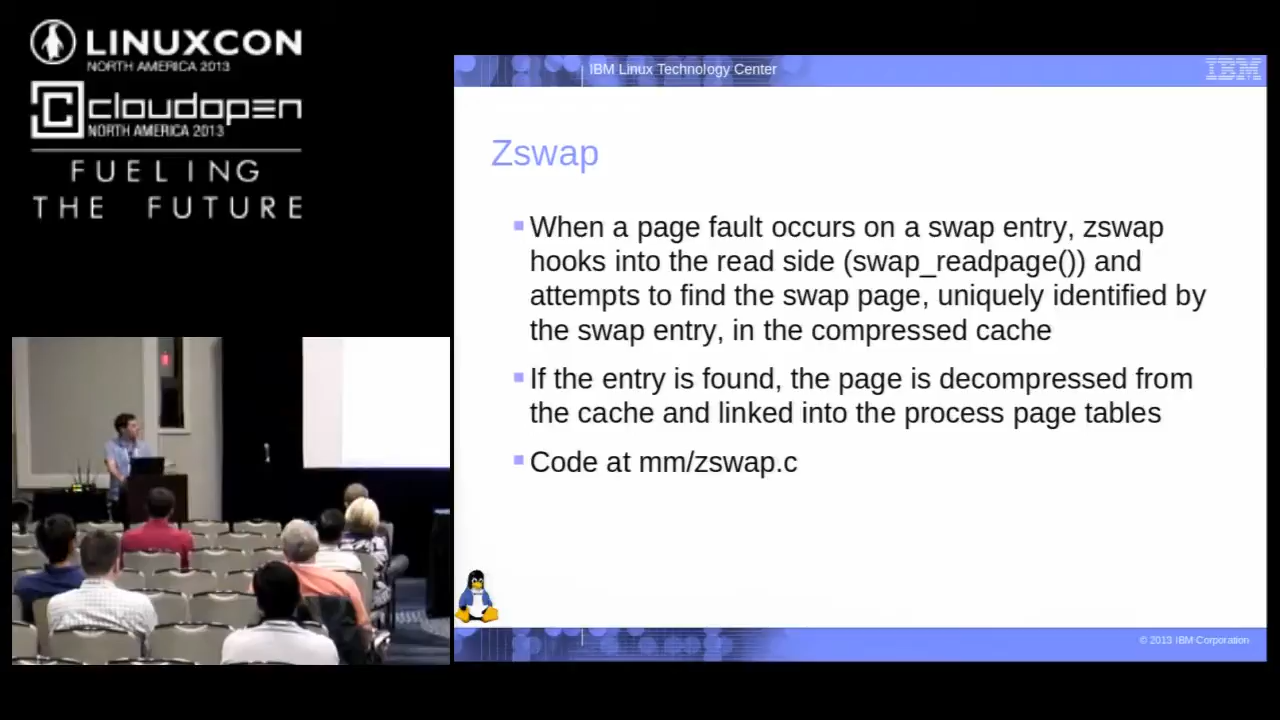 LINUXCON
NORTH AMERICA 2013
cloudopen
NORTH AMERICA 2013
FUELING
THE FUTURE
IBM Linux Technology Center
IBM
Zswap
When a page fault occurs on a swap entry, zswap
hooks into the read side (swap_readpage()) and
attempts to find the swap page, uniquely identified by
the swap entry, in the compressed cache
If the entry is found, the page is decompressed from
the cache and linked into the process page tables
Code at mm/zswap.c
© 2013 IBM Corporation